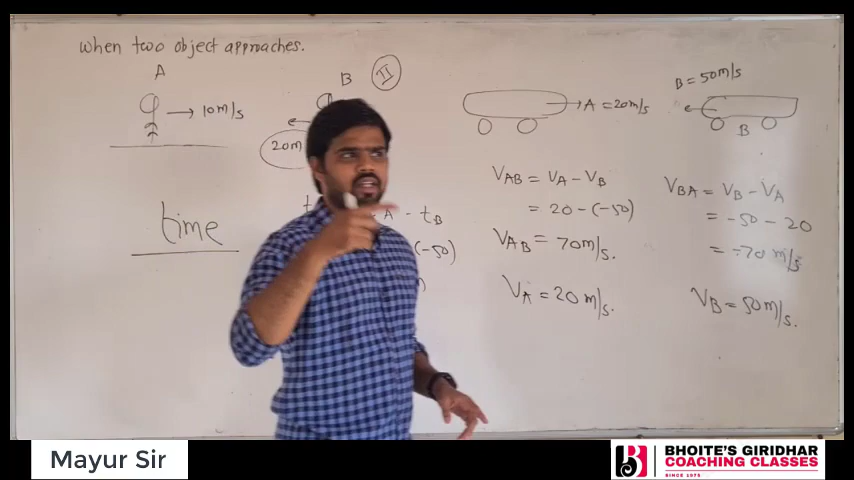 When two object approaches.
A
B
II
→ 10m/s
20m
time
A - tB
(-50)
→ A = 20m/s
VAB = VA - VB
= 20 - (-50)
VAB = 70m/s.
VA = 20m/s.
B = 50m/s
B
VBA = VB - VA
= -50 - 20
= -70 m/s
VB = 50m/s.
Mayur Sir
BHOITE'S GIRIDHAR
COACHING CLASSES
SINCE 1975